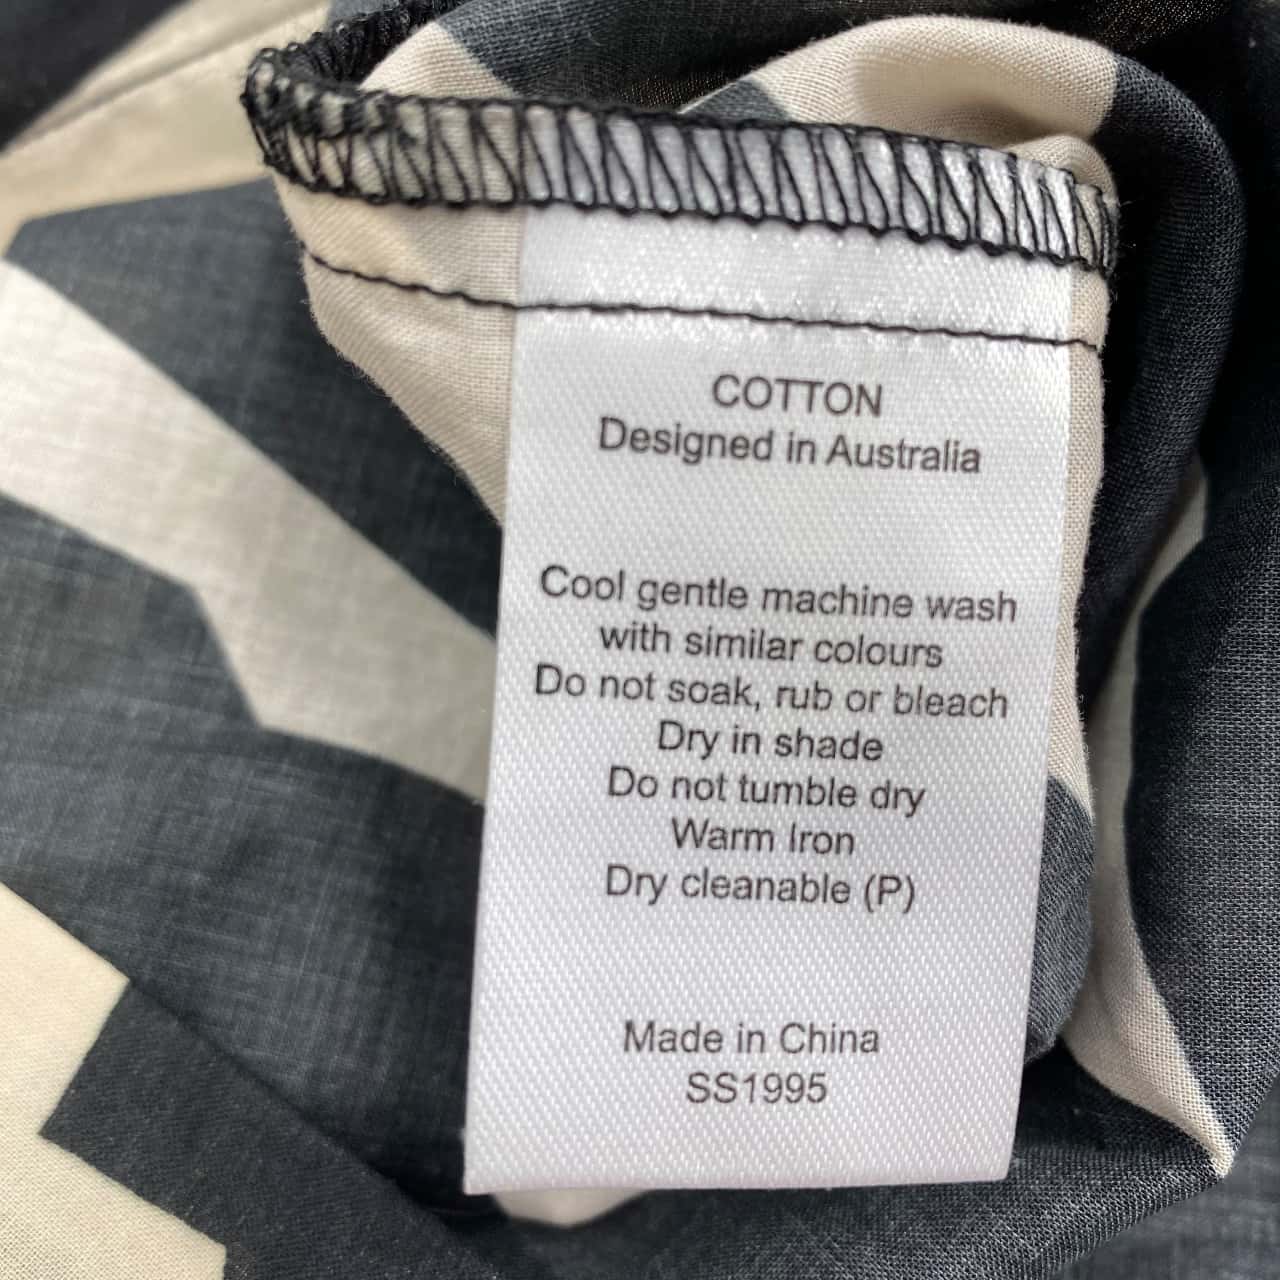 COTTON
Designed in Australia
Cool gentle machine wash
with similar colours
Do not soak, rub or bleach
Dry in shade
Do not tumble dry
Warm Iron
Dry cleanable (P)
Made in China
SS1995